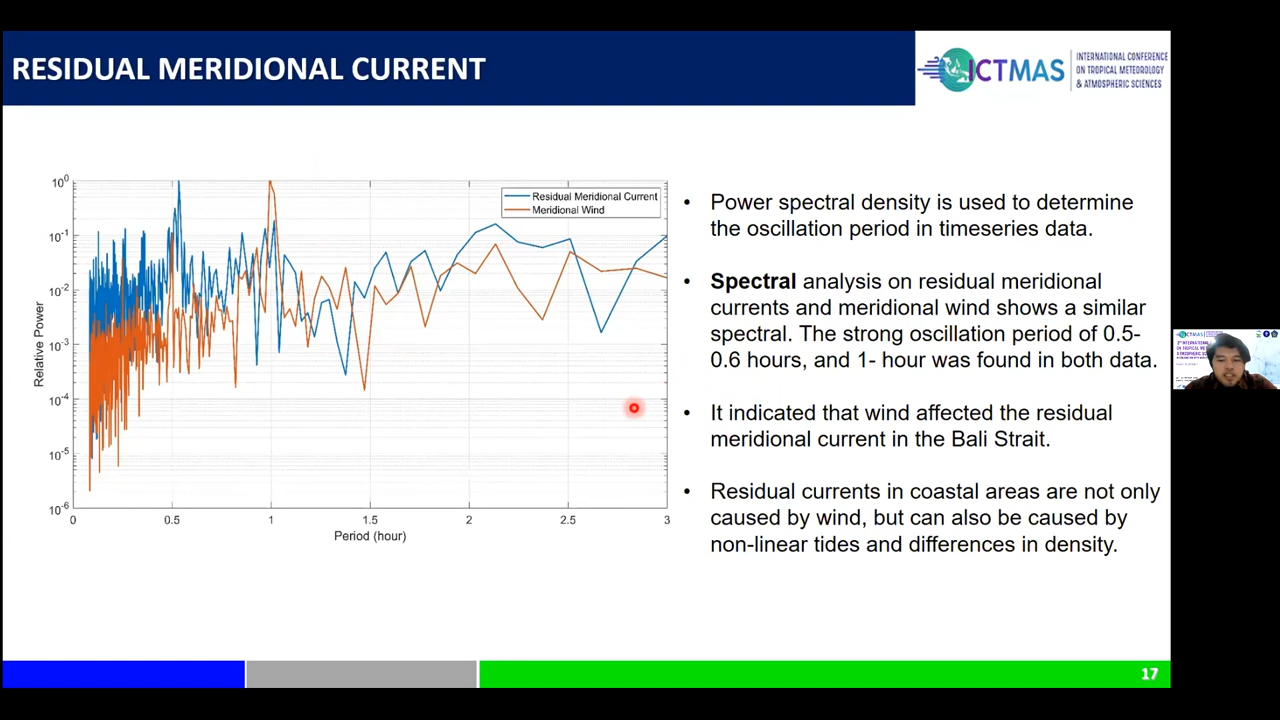 RESIDUAL MERIDIONAL CURRENT
ICTMAS
INTERNATIONAL CONFERENCE
ON TROPICAL METEOROLOGY
& ATMOSPHERIC SCIENCES
Relative Power
10^0
10^-1
10^-2
10^-3
10^-4
10^-5
10^-6
Residual Meridional Current
Meridional Wind
0 0.5 1 1.5 2 2.5 3
Period (hour)
• Power spectral density is used to determine
the oscillation period in timeseries data.
• Spectral analysis on residual meridional
currents and meridional wind shows a similar
spectral. The strong oscillation period of 0.5-
0.6 hours, and 1- hour was found in both data.
• It indicated that wind affected the residual
meridional current in the Bali Strait.
• Residual currents in coastal areas are not only
caused by wind, but can also be caused by
non-linear tides and differences in density.
17